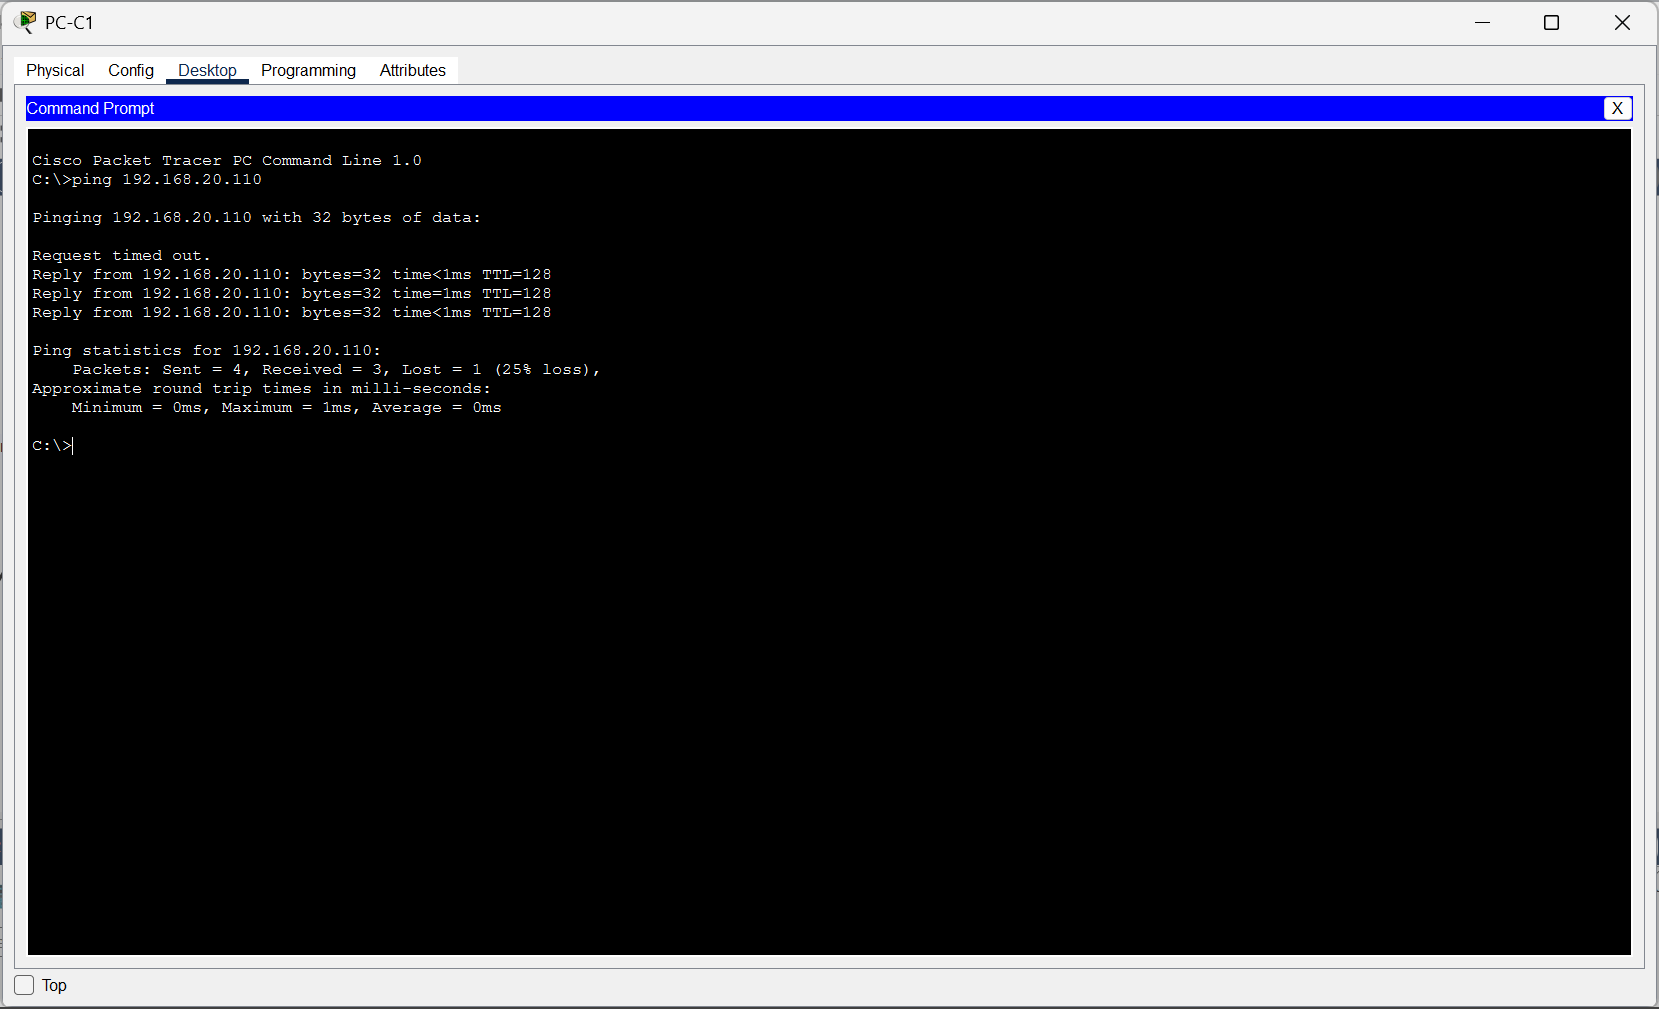 PC-C1
Physical Config Desktop Programming Attributes
Command Prompt X
Cisco Packet Tracer PC Command Line 1.0
C:\>ping 192.168.20.110
Pinging 192.168.20.110 with 32 bytes of data:
Request timed out.
Reply from 192.168.20.110: bytes=32 time<1ms TTL=128
Reply from 192.168.20.110: bytes=32 time=1ms TTL=128
Reply from 192.168.20.110: bytes=32 time<1ms TTL=128
Ping statistics for 192.168.20.110:
Packets: Sent = 4, Received = 3, Lost = 1 (25% loss),
Approximate round trip times in milli-seconds:
Minimum = 0ms, Maximum = 1ms, Average = 0ms
C:\>
Top